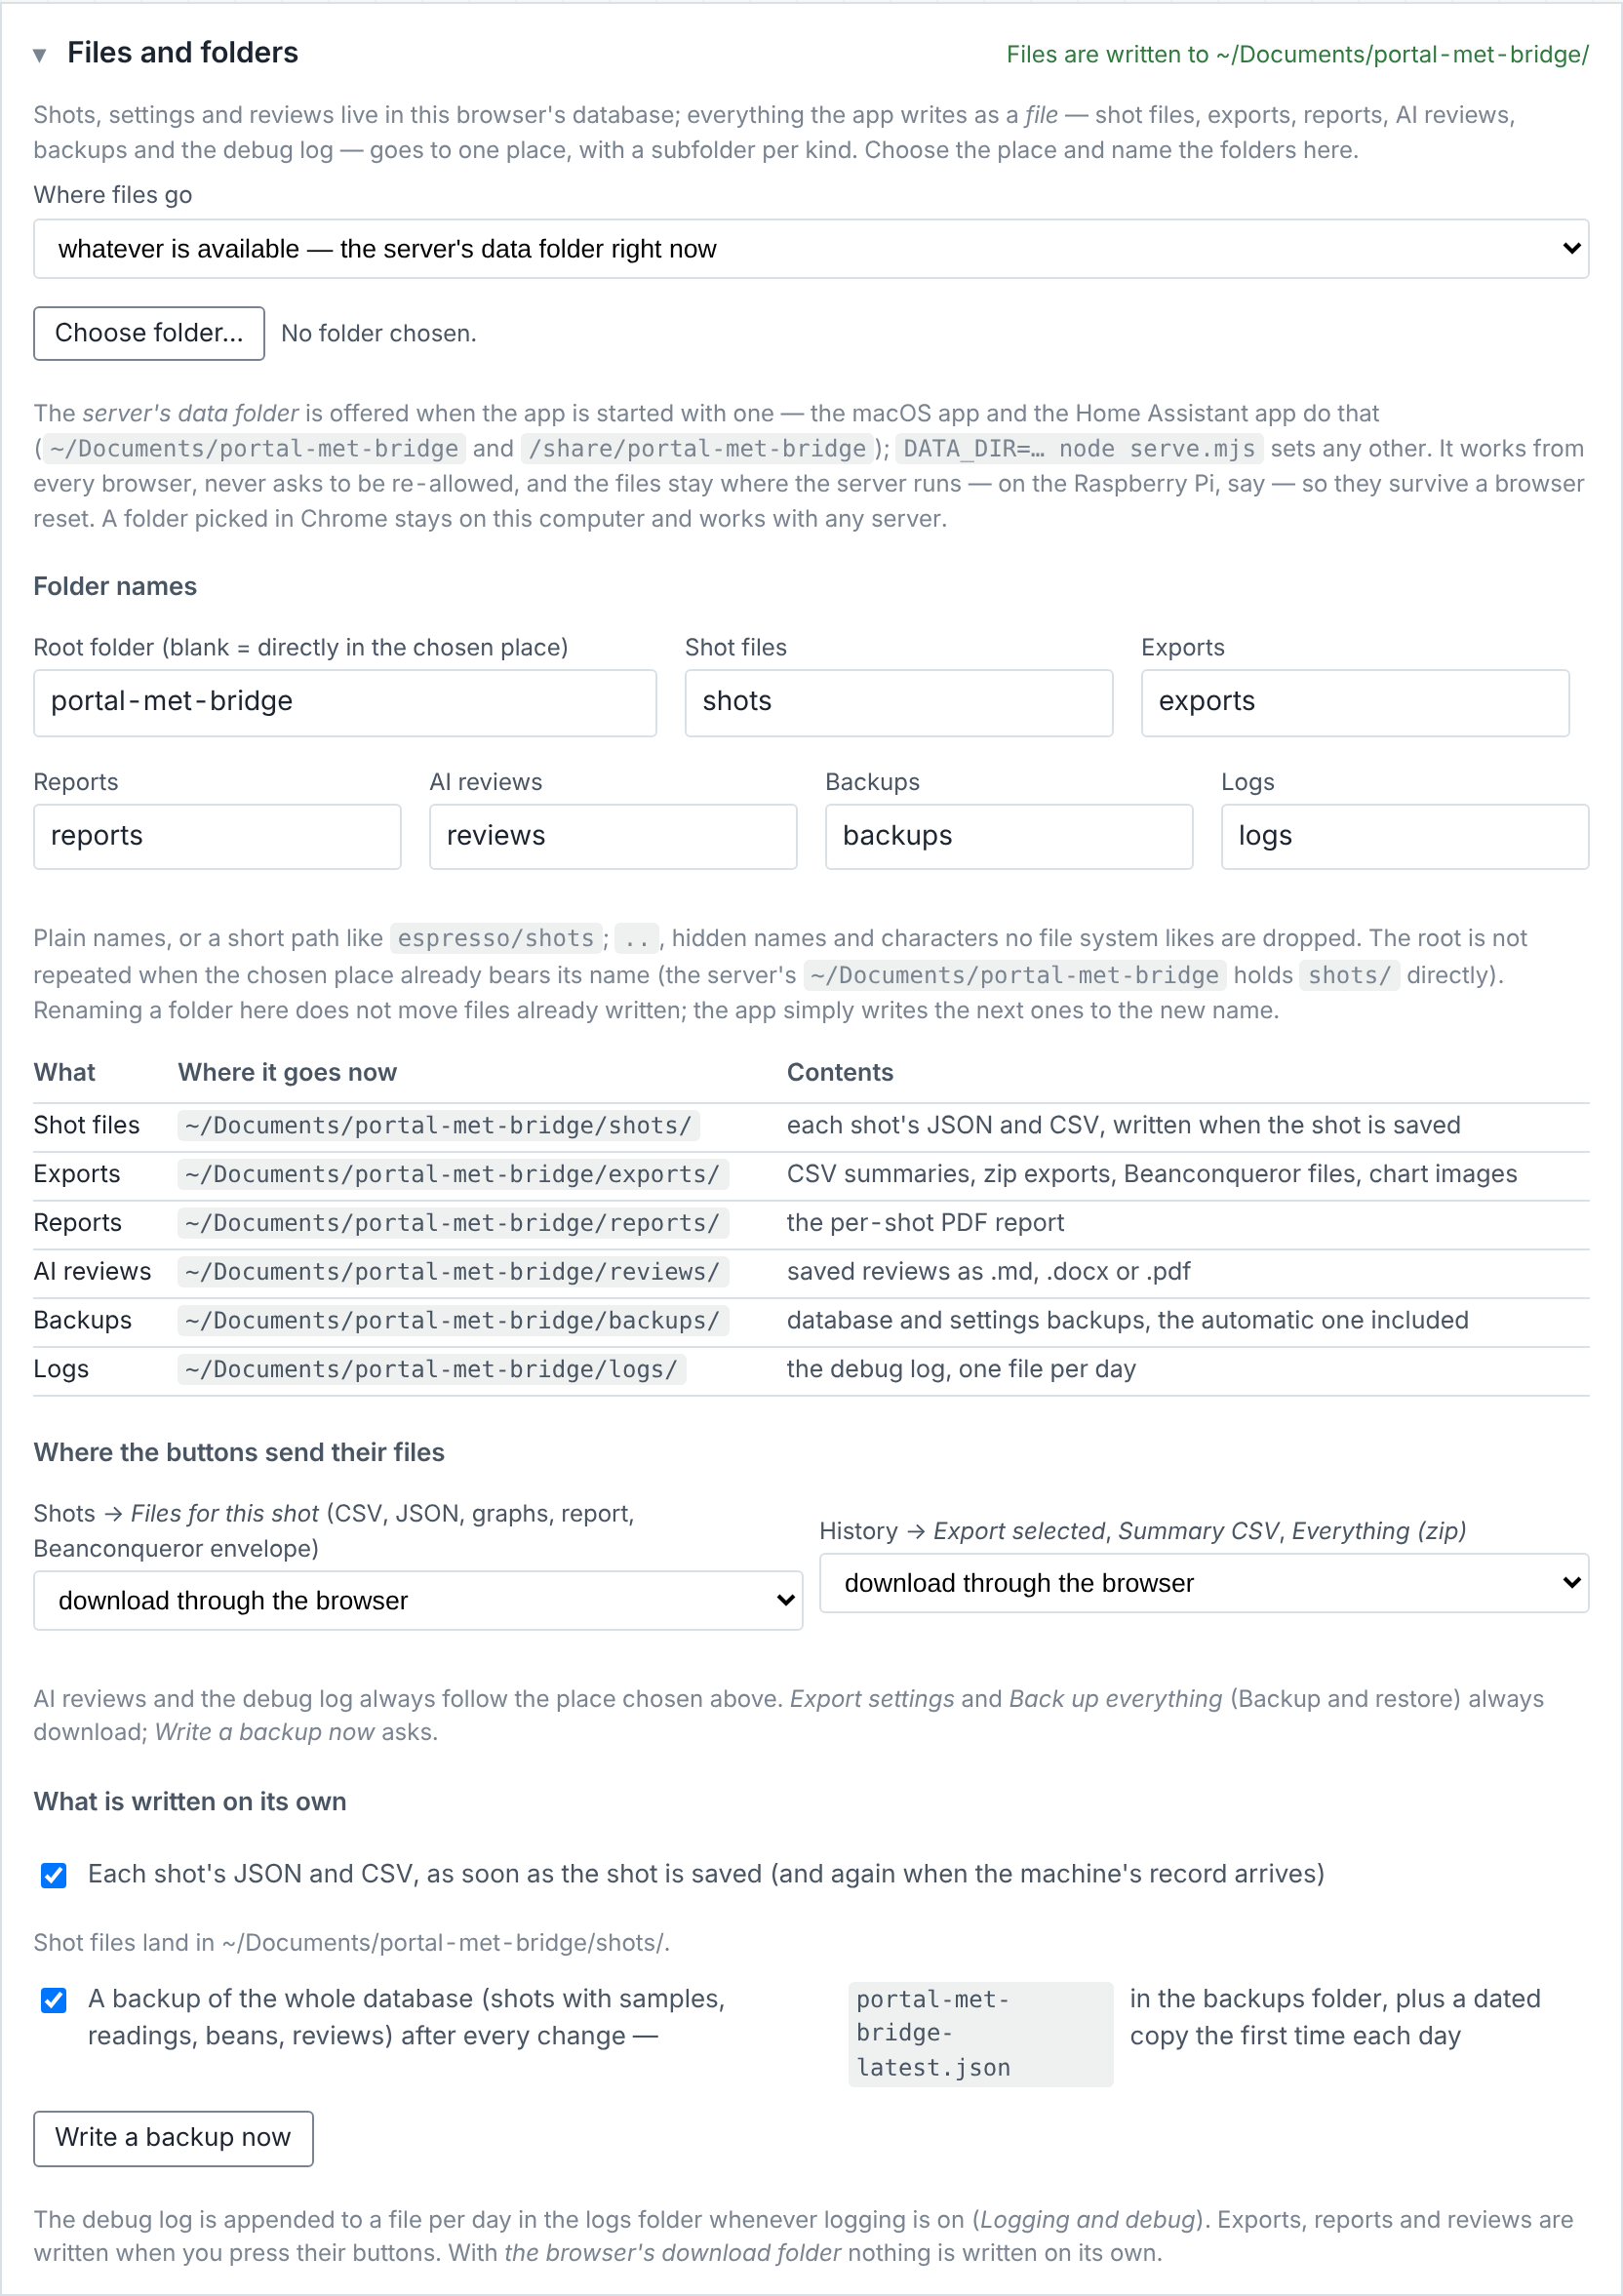 ▼ Files and folders
Files are written to ~/Documents/portal-met-bridge/
Shots, settings and reviews live in this browser's database; everything the app writes as a file — shot files, exports, reports, AI reviews,
backups and the debug log — goes to one place, with a subfolder per kind. Choose the place and name the folders here.
Where files go
whatever is available — the server's data folder right now
Choose folder... No folder chosen.
The server's data folder is offered when the app is started with one — the macOS app and the Home Assistant app do that
(~/Documents/portal-met-bridge and /share/portal-met-bridge); DATA_DIR=… node serve.mjs sets any other. It works from
every browser, never asks to be re-allowed, and the files stay where the server runs — on the Raspberry Pi, say — so they survive a browser
reset. A folder picked in Chrome stays on this computer and works with any server.
Folder names
Root folder (blank = directly in the chosen place) Shot files Exports
portal-met-bridge shots exports
Reports AI reviews Backups Logs
reports reviews backups logs
Plain names, or a short path like espresso/shots; .., hidden names and characters no file system likes are dropped. The root is not
repeated when the chosen place already bears its name (the server's ~/Documents/portal-met-bridge holds shots/ directly).
Renaming a folder here does not move files already written; the app simply writes the next ones to the new name.
What Where it goes now Contents
Shot files ~/Documents/portal-met-bridge/shots/ each shot's JSON and CSV, written when the shot is saved
Exports ~/Documents/portal-met-bridge/exports/ CSV summaries, zip exports, Beanconqueror files, chart images
Reports ~/Documents/portal-met-bridge/reports/ the per-shot PDF report
AI reviews ~/Documents/portal-met-bridge/reviews/ saved reviews as .md, .docx or .pdf
Backups ~/Documents/portal-met-bridge/backups/ database and settings backups, the automatic one included
Logs ~/Documents/portal-met-bridge/logs/ the debug log, one file per day
Where the buttons send their files
Shots → Files for this shot (CSV, JSON, graphs, report,
Beanconqueror envelope)
download through the browser
History → Export selected, Summary CSV, Everything (zip)
download through the browser
AI reviews and the debug log always follow the place chosen above. Export settings and Back up everything (Backup and restore) always
download; Write a backup now asks.
What is written on its own
Each shot's JSON and CSV, as soon as the shot is saved (and again when the machine's record arrives)
Shot files land in ~/Documents/portal-met-bridge/shots/.
A backup of the whole database (shots with samples,
readings, beans, reviews) after every change —
portal-met-
bridge-
latest.json
in the backups folder, plus a dated
copy the first time each day
Write a backup now
The debug log is appended to a file per day in the logs folder whenever logging is on (Logging and debug). Exports, reports and reviews are
written when you press their buttons. With the browser's download folder nothing is written on its own.